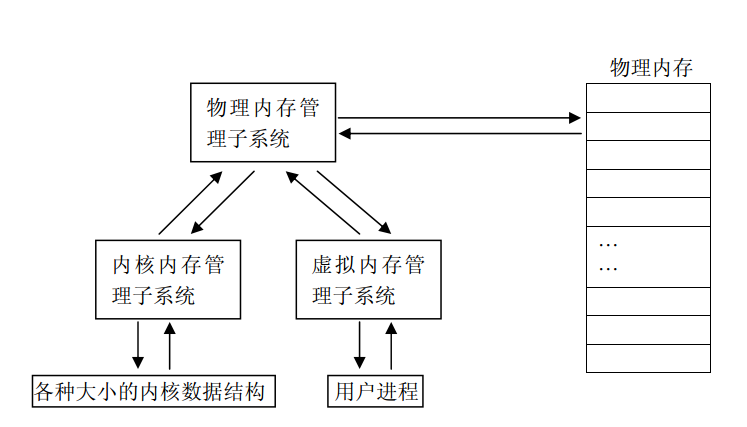 物理内存
物理内存管
理子系统
内核内存管
理子系统
虚拟内存管
理子系统
…
…
各种大小的内核数据结构
用户进程